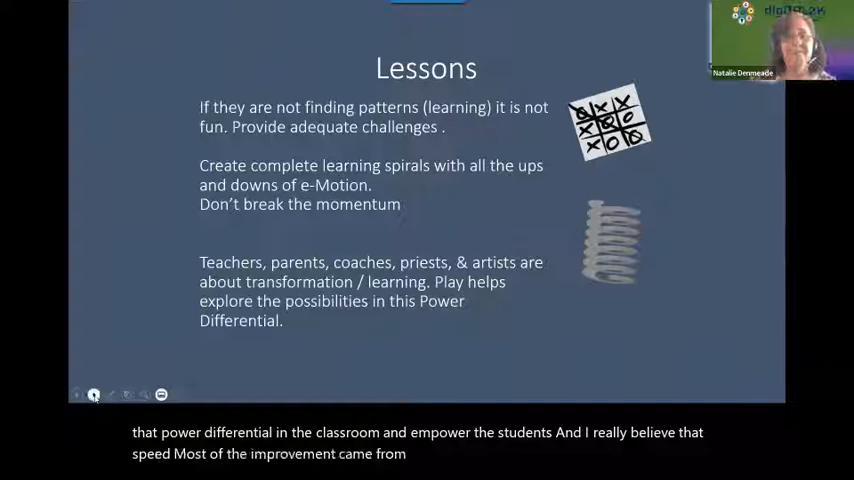 Lessons
If they are not finding patterns (learning) it is not
fun. Provide adequate challenges .
Create complete learning spirals with all the ups
and downs of e-Motion.
Don't break the momentum
Teachers, parents, coaches, priests, & artists are
about transformation / learning. Play helps
explore the possibilities in this Power
Differential.
X X
X O
X O
Natalie Denmeade
that power differential in the classroom and empower the students And I really believe that
speed Most of the improvement came from